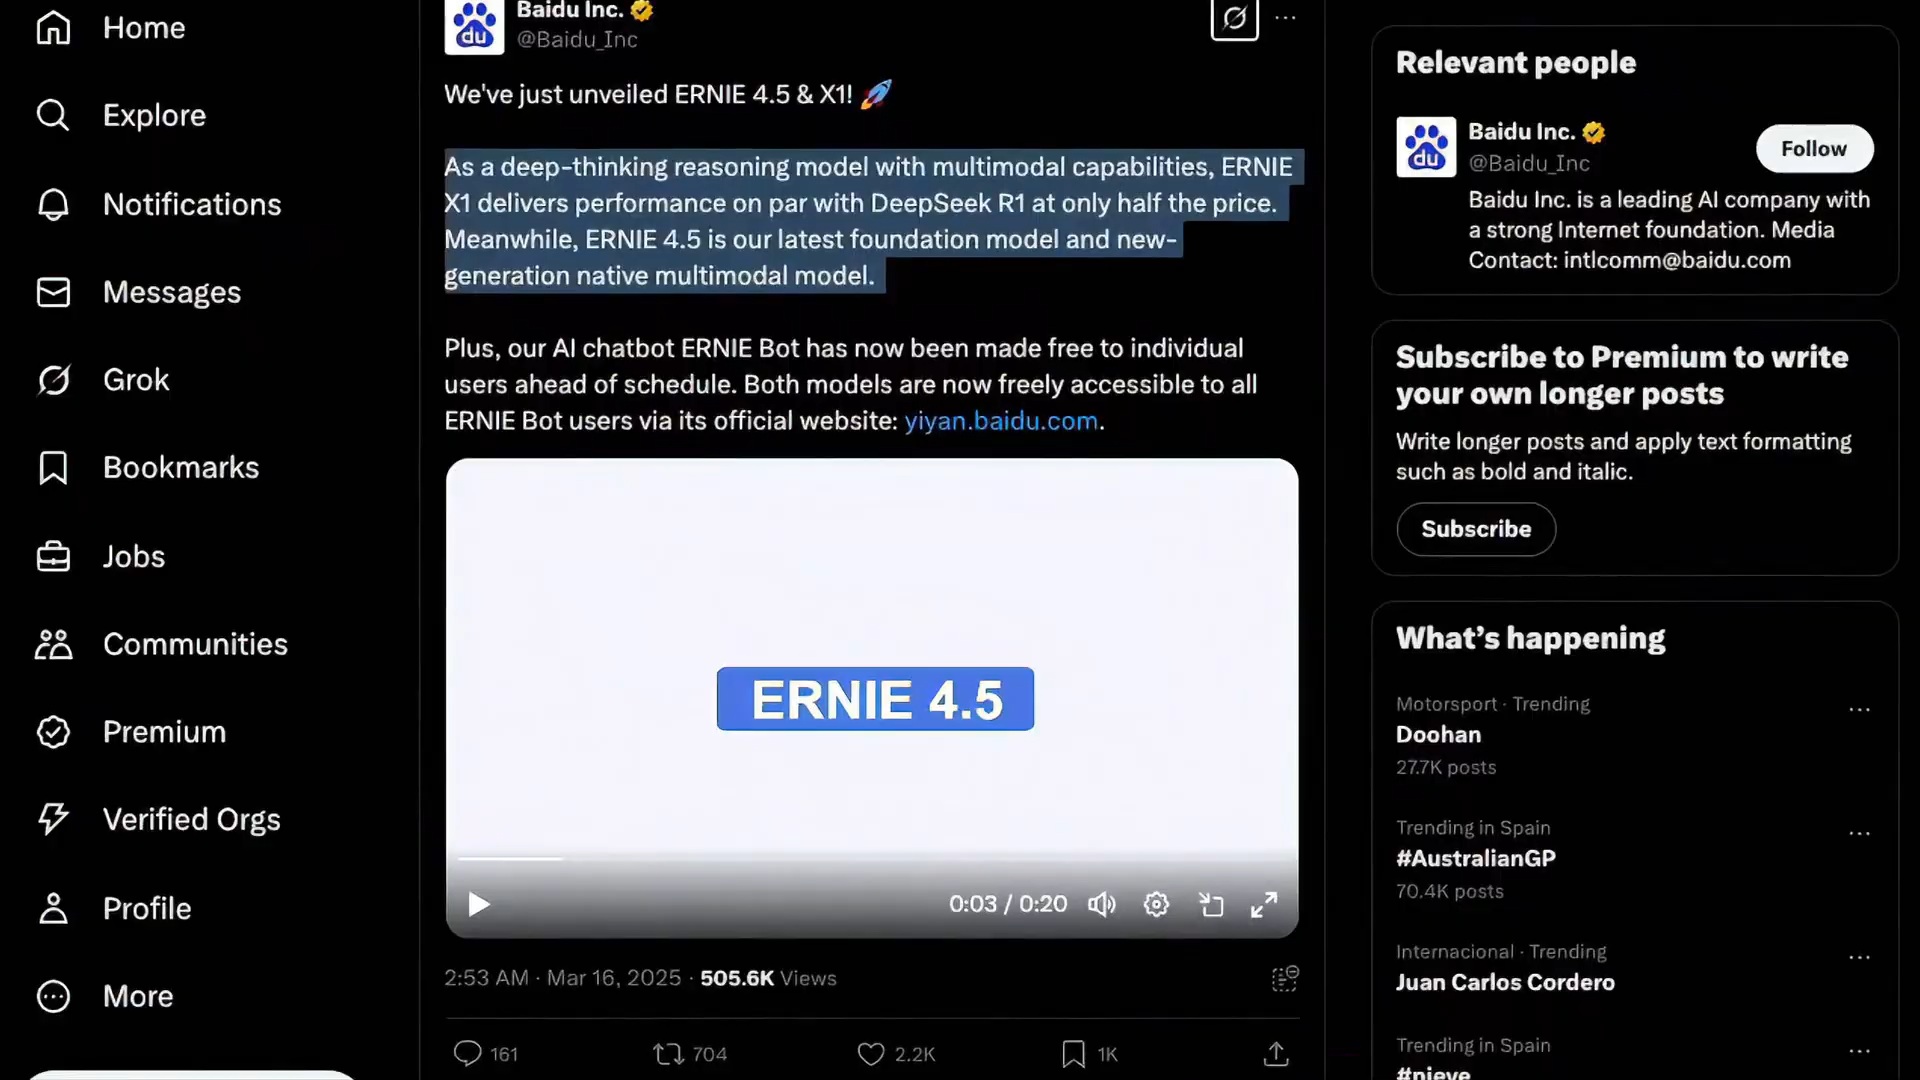 Home
Explore
Notifications
Messages
Grok
Bookmarks
Jobs
Communities
Premium
Verified Orgs
Profile
More
du
Baidu Inc.
@Baidu_Inc
We've just unveiled ERNIE 4.5 & X1! 🚀
As a deep-thinking reasoning model with multimodal capabilities, ERNIE
X1 delivers performance on par with DeepSeek R1 at only half the price.
Meanwhile, ERNIE 4.5 is our latest foundation model and new-
generation native multimodal model.
Plus, our AI chatbot ERNIE Bot has now been made free to individual
users ahead of schedule. Both models are now freely accessible to all
ERNIE Bot users via its official website: yiyan.baidu.com.
ERNIE 4.5
0:03 / 0:20
2:53 AM · Mar 16, 2025 · 505.6K Views
161
704
2.2K
1K
Relevant people
du
Baidu Inc.
@Baidu_Inc
Follow
Baidu Inc. is a leading AI company with
a strong Internet foundation. Media
Contact: intlcomm@baidu.com
Subscribe to Premium to write
your own longer posts
Write longer posts and apply text formatting
such as bold and italic.
Subscribe
What's happening
Motorsport · Trending
Doohan
27.7K posts
Trending in Spain
#AustralianGP
70.4K posts
Internacional · Trending
Juan Carlos Cordero
Trending in Spain
#nieve